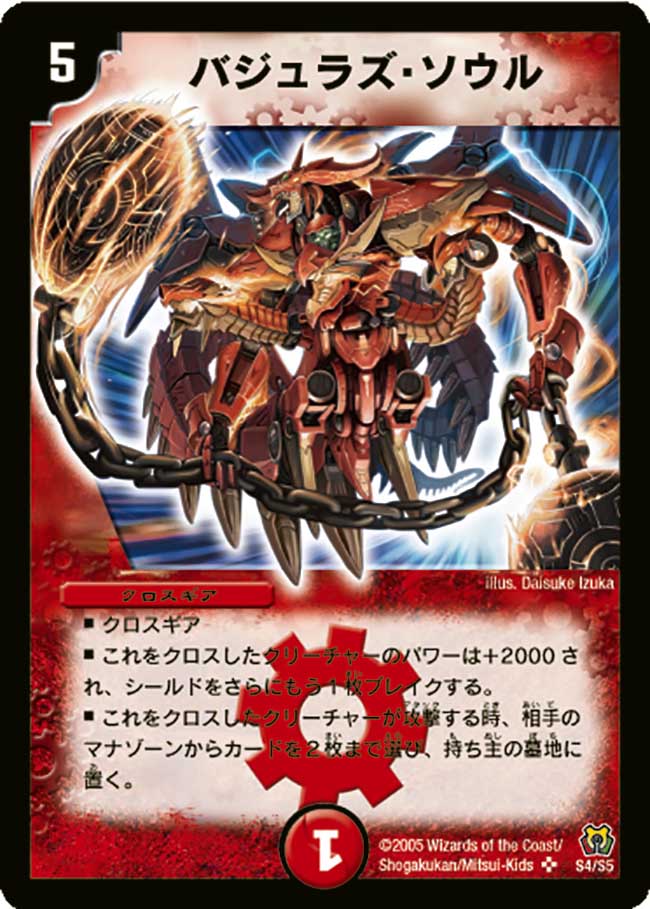 5
バジュラズ・ソウル
illus. Daisuke Izuka
クロスギア
■ クロスギア
■ これをクロスしたクリーチャーのパワーは+2000さ
れ、シールドをさらにもう1枚ブレイクする。
■ これをクロスしたクリーチャーが攻撃する時、相手の
マナゾーンからカードを2枚まで選び、持ち主の墓地に
置く。
1
©2005 Wizards of the Coast/
Shogakukan/Mitsui-Kids
S4/S5